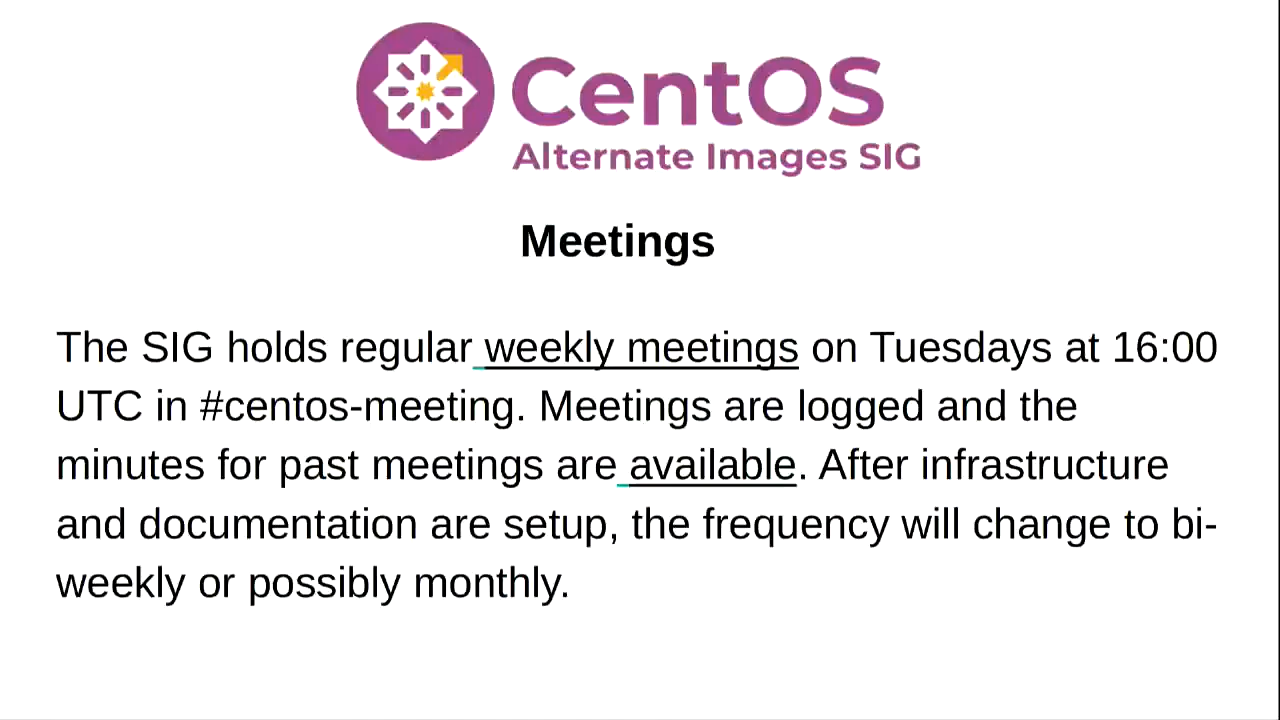 CentOS
Alternate Images SIG
Meetings
The SIG holds regular weekly meetings on Tuesdays at 16:00
UTC in #centos-meeting. Meetings are logged and the
minutes for past meetings are available. After infrastructure
and documentation are setup, the frequency will change to bi-
weekly or possibly monthly.